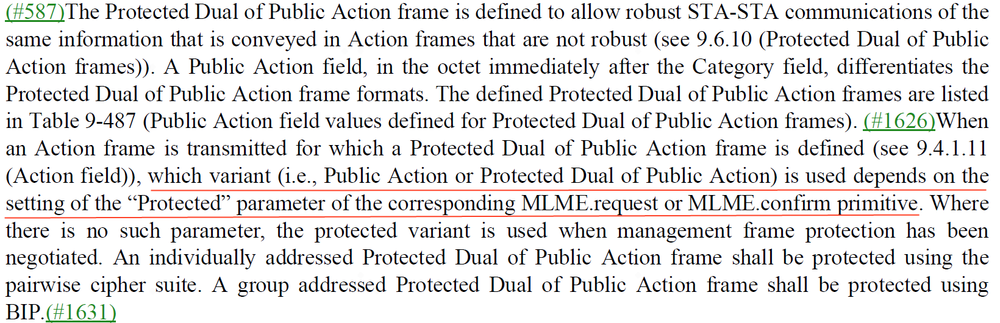 (#587)The Protected Dual of Public Action frame is defined to allow robust STA-STA communications of the
same information that is conveyed in Action frames that are not robust (see 9.6.10 (Protected Dual of Public
Action frames)). A Public Action field, in the octet immediately after the Category field, differentiates the
Protected Dual of Public Action frame formats. The defined Protected Dual of Public Action frames are listed
in Table 9-487 (Public Action field values defined for Protected Dual of Public Action frames). (#1626)When
an Action frame is transmitted for which a Protected Dual of Public Action frame is defined (see 9.4.1.11
(Action field)), which variant (i.e., Public Action or Protected Dual of Public Action) is used depends on the
setting of the “Protected” parameter of the corresponding MLME.request or MLME.confirm primitive. Where
there is no such parameter, the protected variant is used when management frame protection has been
negotiated. An individually addressed Protected Dual of Public Action frame shall be protected using the
pairwise cipher suite. A group addressed Protected Dual of Public Action frame shall be protected using
BIP.(#1631)